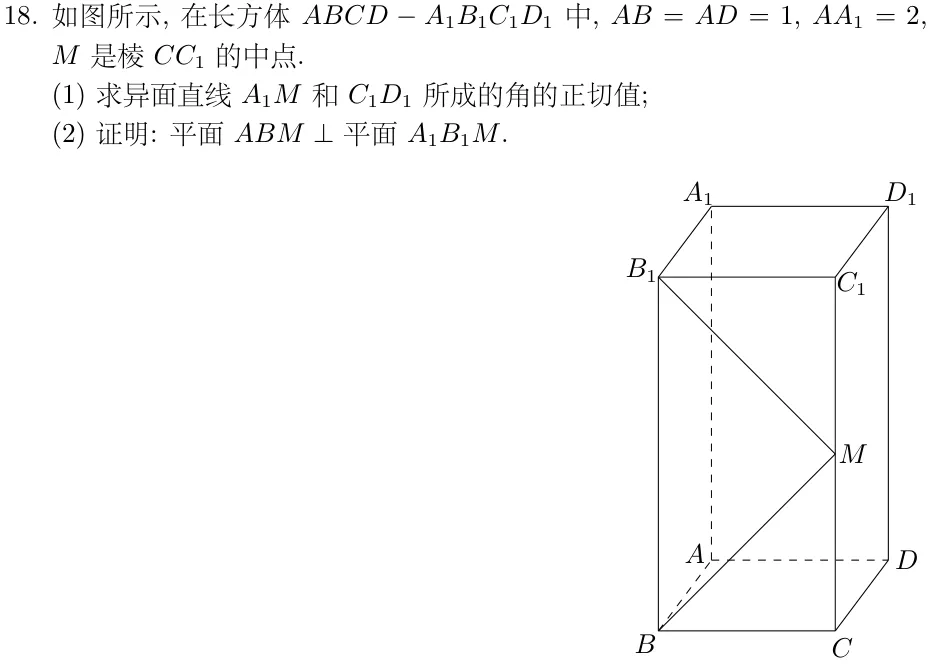 18. 如图所示, 在长方体 ABCD − A₁B₁C₁D₁ 中, AB = AD = 1, AA₁ = 2,
M 是棱 CC₁ 的中点.
(1) 求异面直线 A₁M 和 C₁D₁ 所成的角的正切值;
(2) 证明: 平面 ABM ⊥ 平面 A₁B₁M.
A₁
D₁
B₁
C₁
M
A
D
B
C